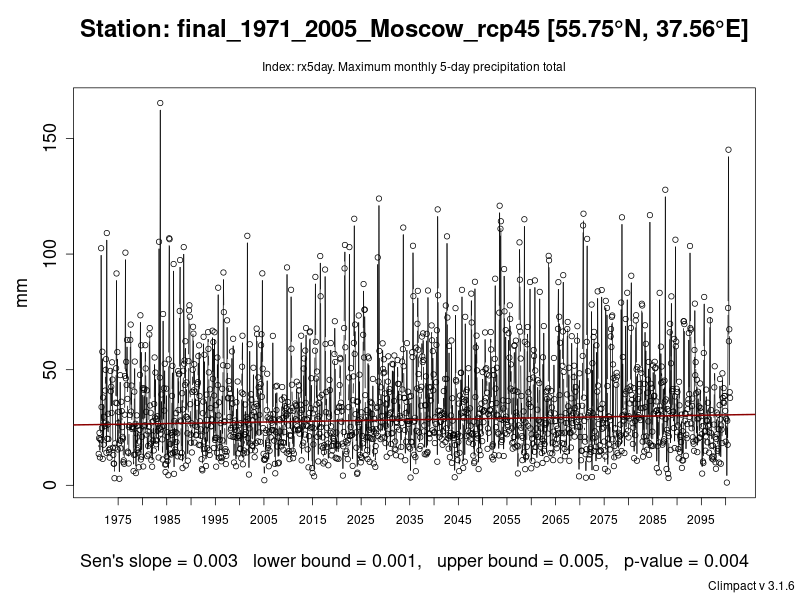 Station: final_1971_2005_Moscow_rcp45 [55.75°N, 37.56°E]
Index: rx5day. Maximum monthly 5-day precipitation total
mm
150
100
50
0
1975 1985 1995 2005 2015 2025 2035 2045 2055 2065 2075 2085 2095
Sen's slope = 0.003 lower bound = 0.001, upper bound = 0.005, p-value = 0.004
Climpact v 3.1.6